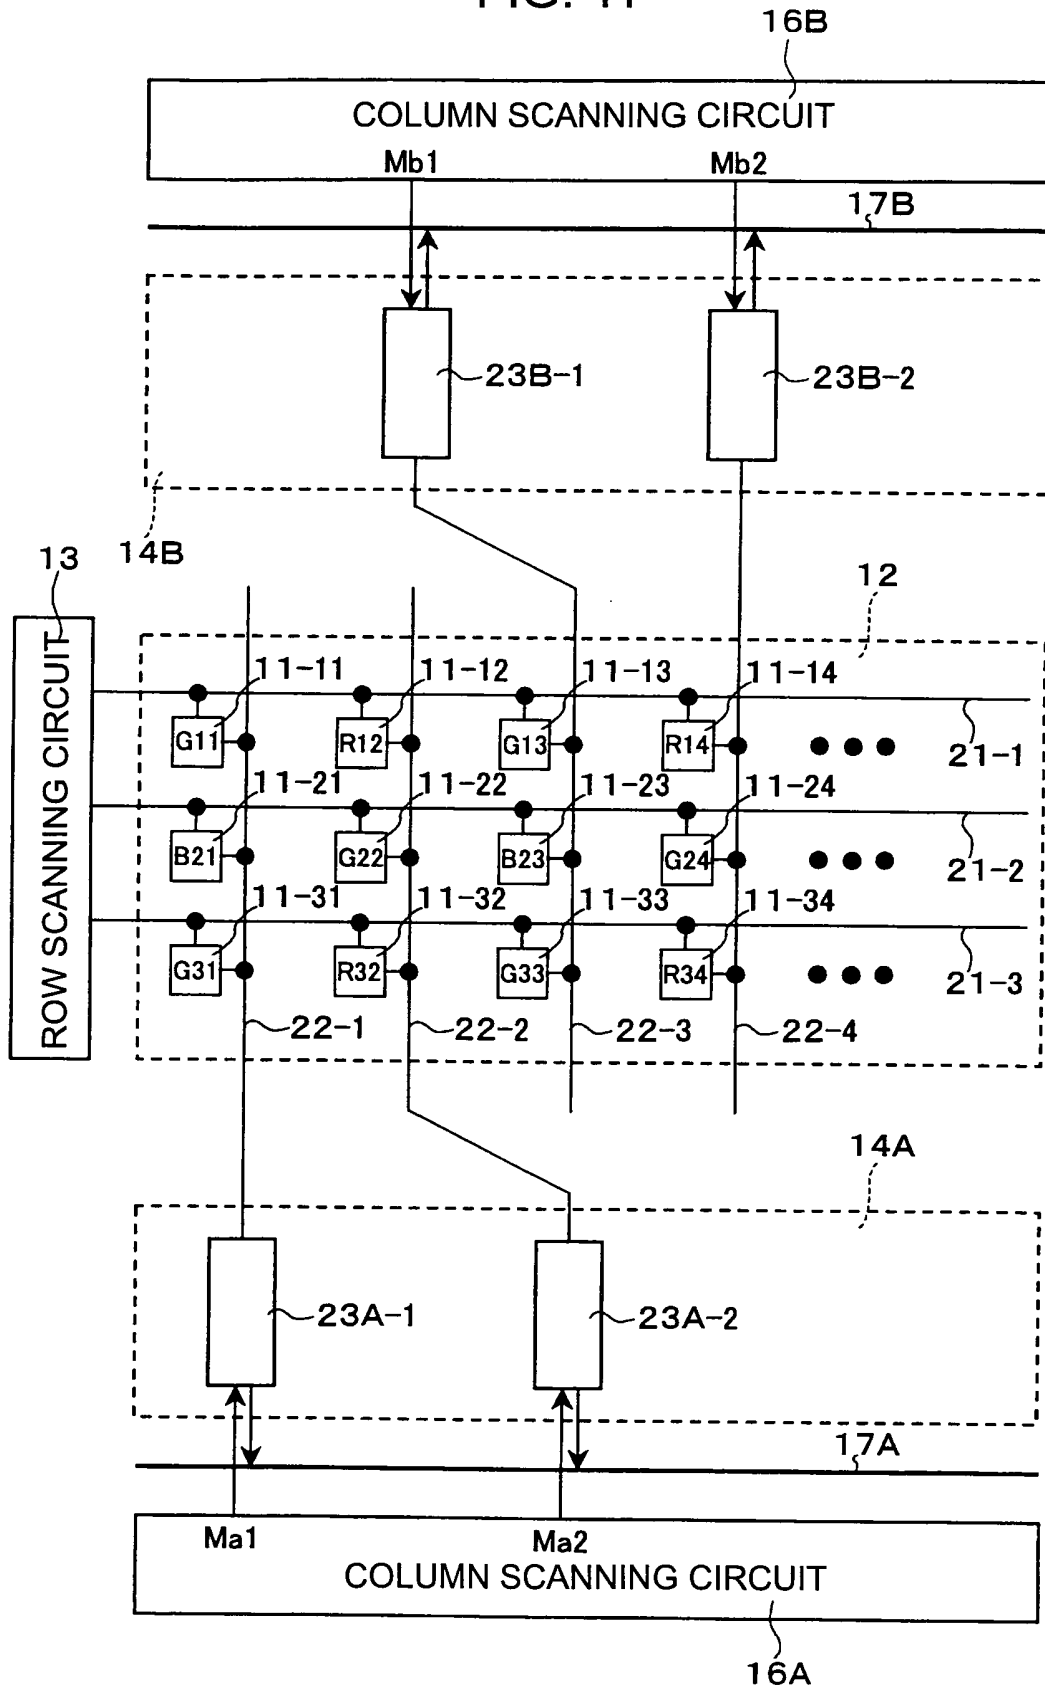 16B
COLUMN SCANNING CIRCUIT
Mb1 Mb2
17B
23B-1 23B-2
14B
13
12
ROW SCANNING CIRCUIT
11-11 11-12 11-13 11-14
G11 R12 G13 R14
21-1
11-21 11-22 11-23 11-24
B21 G22 B23 G24
21-2
11-31 11-32 11-33 11-34
G31 R32 G33 R34
21-3
22-1 22-2 22-3 22-4
14A
23A-1 23A-2
17A
Ma1 Ma2
COLUMN SCANNING CIRCUIT
16A